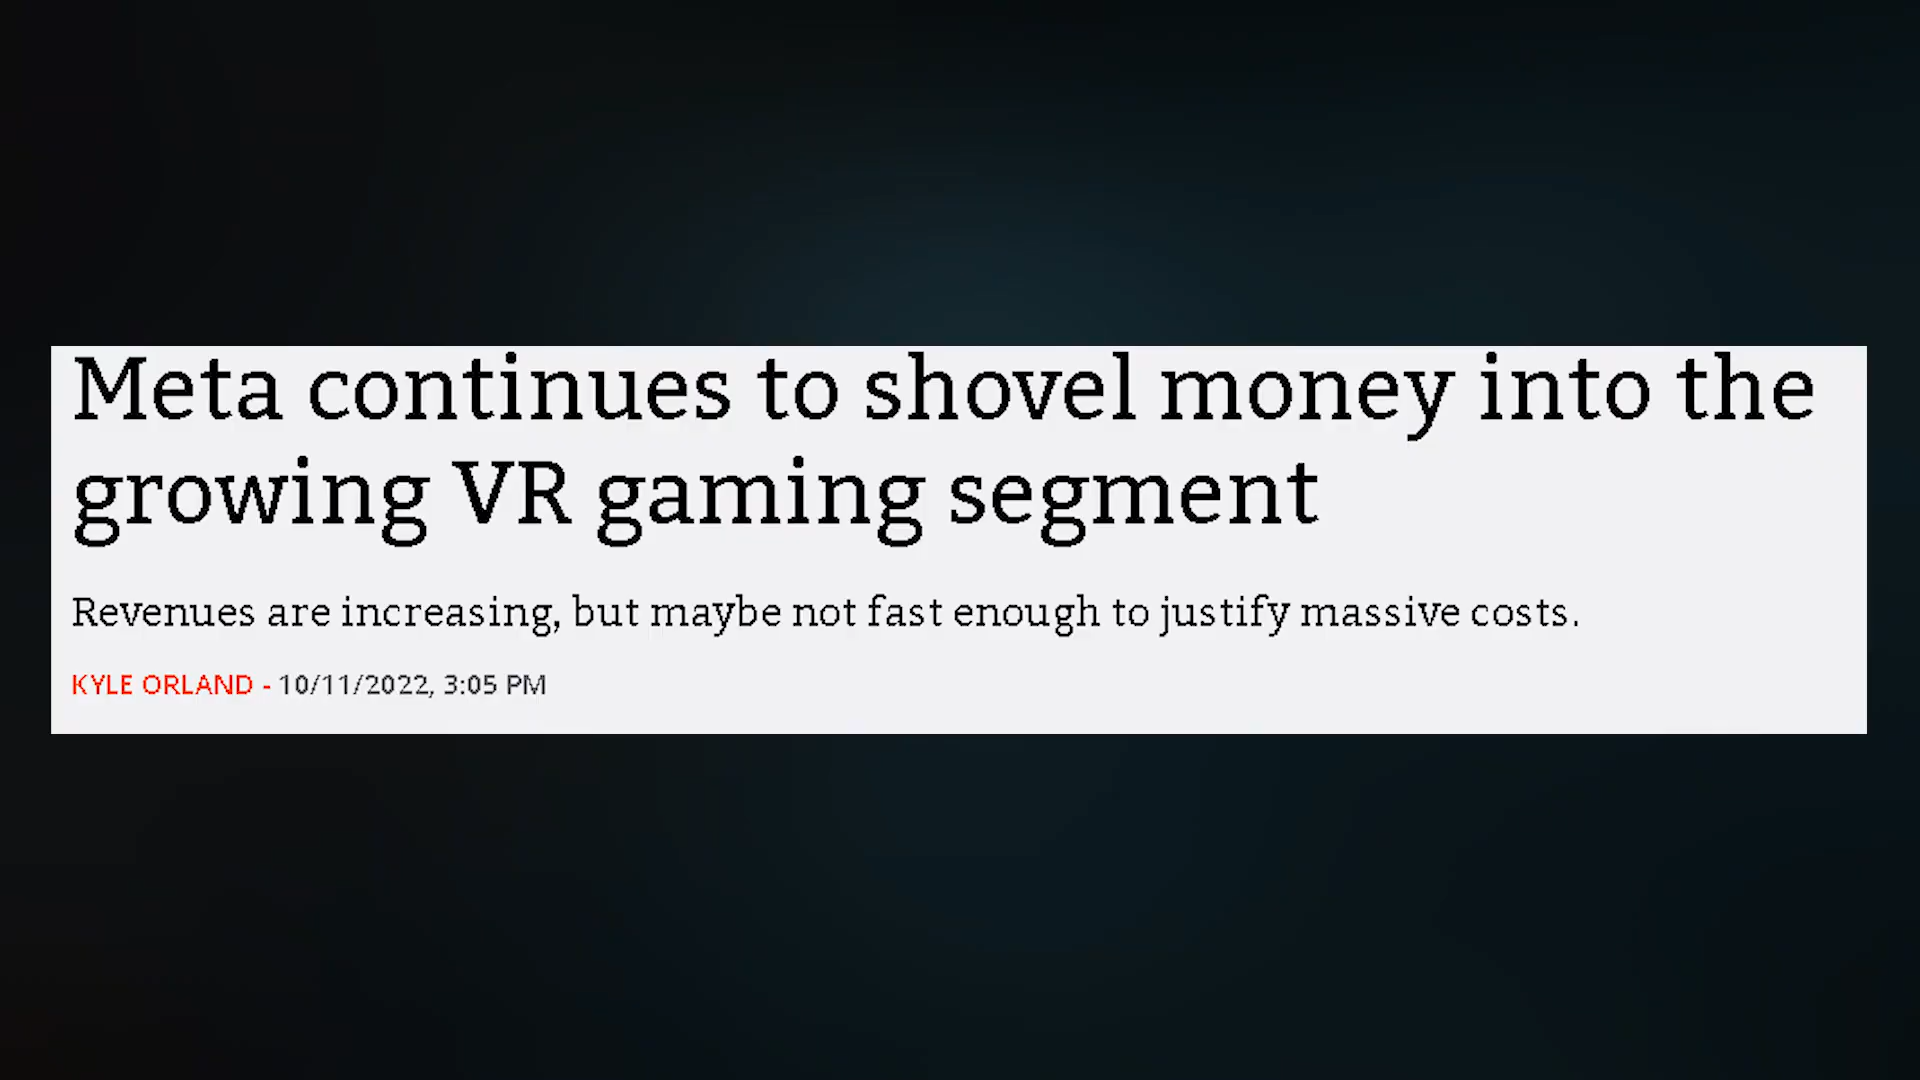 Meta continues to shovel money into the
growing VR gaming segment
Revenues are increasing, but maybe not fast enough to justify massive costs.
KYLE ORLAND - 10/11/2022, 3:05 PM